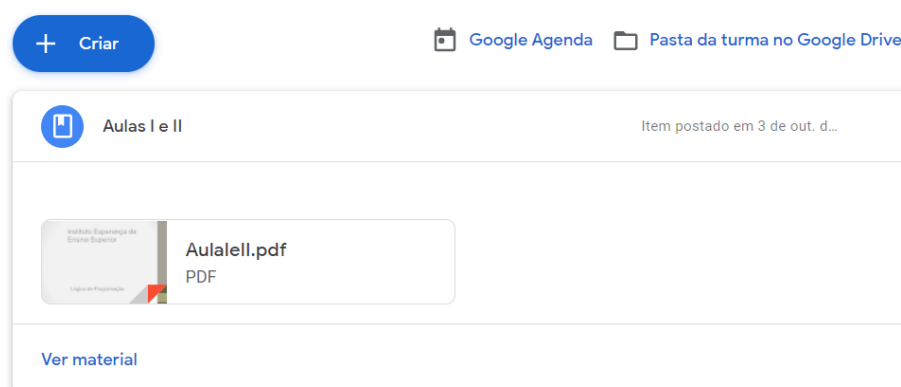 Criar
Google Agenda
Pasta da turma no Google Drive
Aulas I e II
Item postado em 3 de out. d...
Instituto Esperança de
Ensino Superior
Lógica de Programação
AulaIeII.pdf
PDF
Ver material